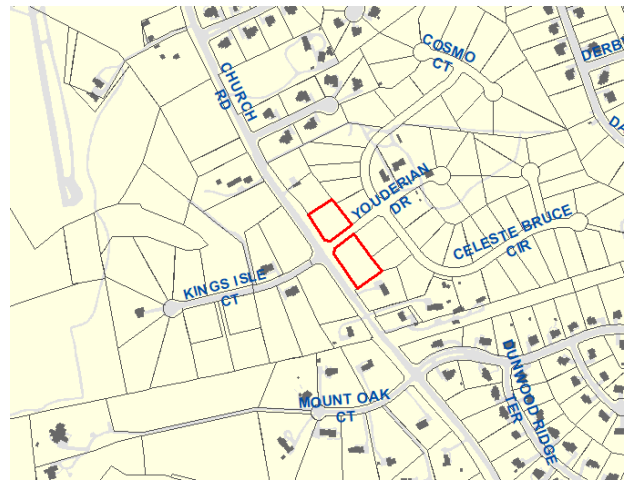 COSMO
CT
DERB
CHURCH
RD
DA
YOUDERIAN
DR
CELESTE BRUCE
CIR
KINGS ISLE
CT
MOUNT OAK
CT
DUNWOOD RIDGE
TER